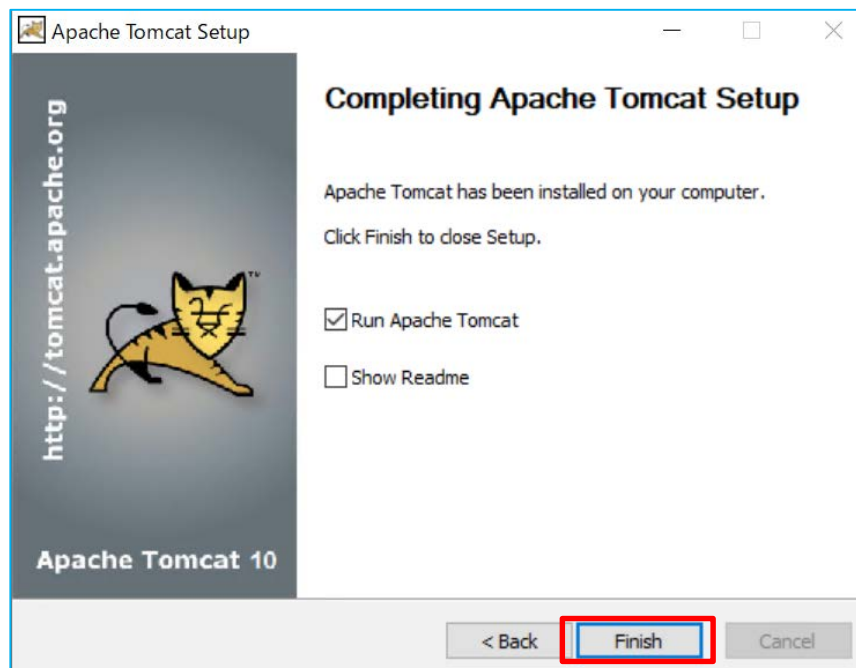 Apache Tomcat Setup
http://tomcat.apache.org
Apache Tomcat 10
Completing Apache Tomcat Setup
Apache Tomcat has been installed on your computer.
Click Finish to close Setup.
Run Apache Tomcat
Show Readme
< Back
Finish
Cancel